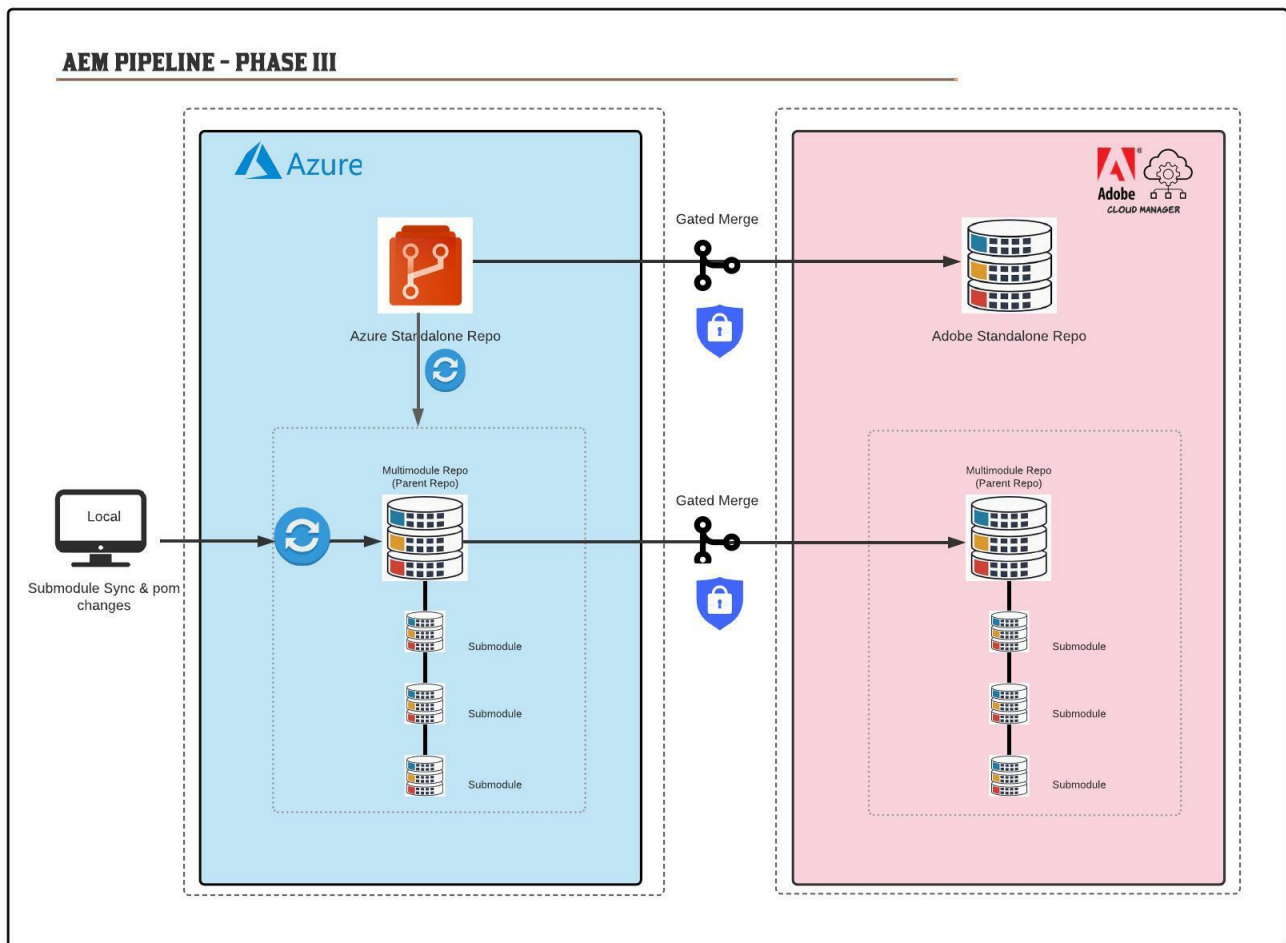 AEM PIPELINE - PHASE III
Azure
Adobe
®
CLOUD MANAGER
Gated Merge
Azure Standalone Repo
Adobe Standalone Repo
Multimodule Repo
(Parent Repo)
Gated Merge
Multimodule Repo
(Parent Repo)
Local
Submodule Sync & pom
changes
Submodule
Submodule
Submodule
Submodule
Submodule
Submodule